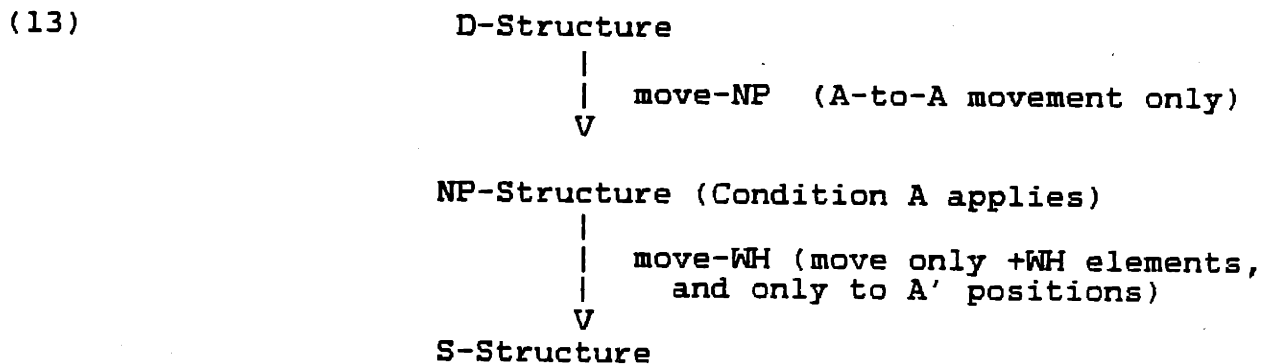 (13) D-Structure
| move-NP (A-to-A movement only)
V
NP-Structure (Condition A applies)
| move-WH (move only +WH elements,
| and only to A' positions)
V
S-Structure